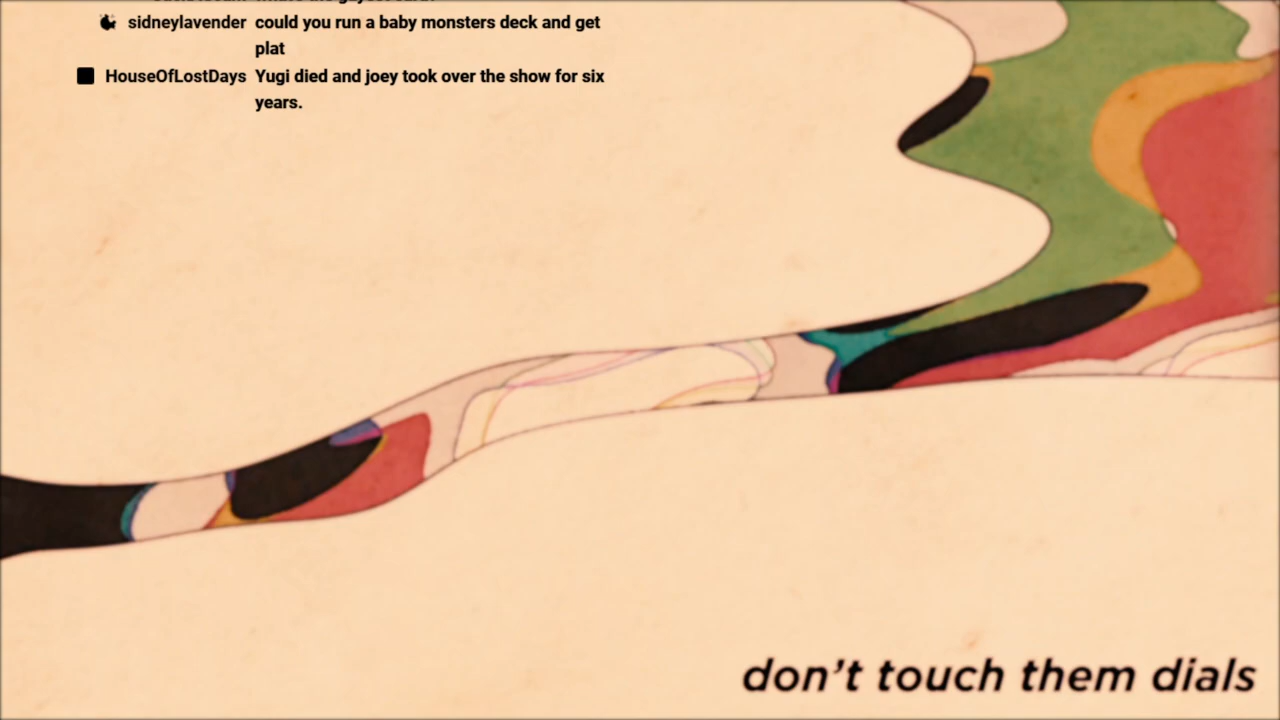 sidneylavender could you run a baby monsters deck and get
plat
HouseOfLostDays Yugi died and joey took over the show for six
years.
don't touch them dials